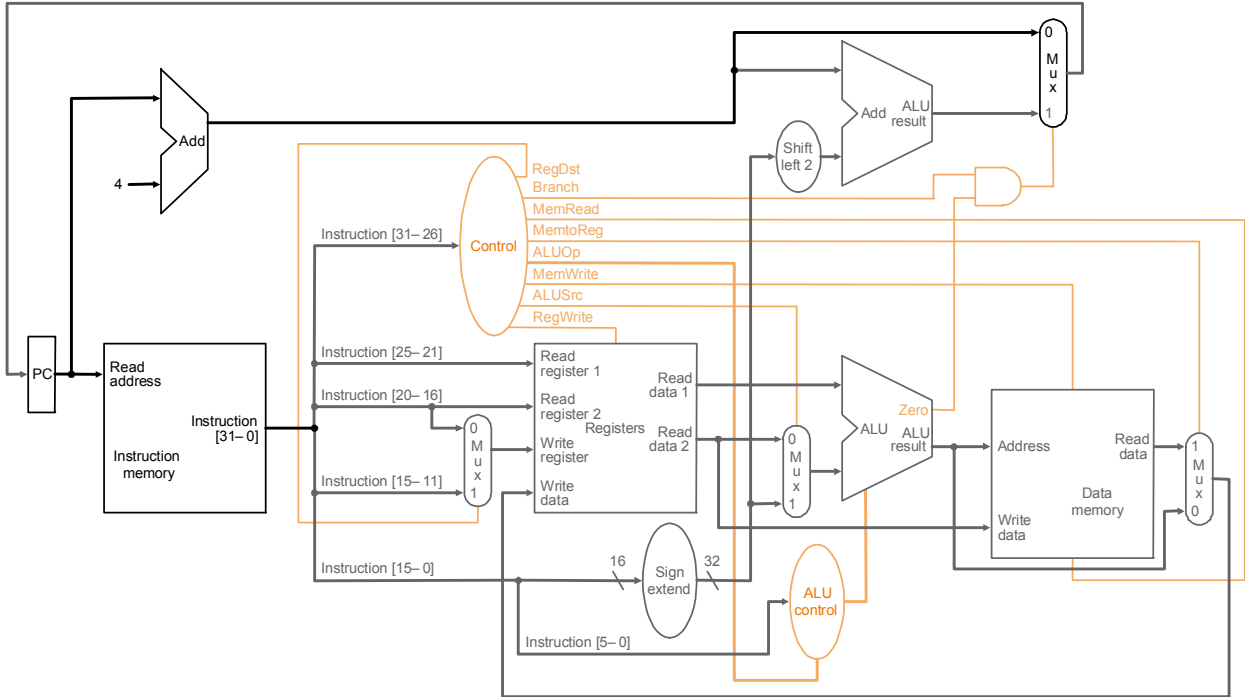 0
M
u
x
1
Add
ALU
result
Add
4
Shift
left 2
RegDst
Branch
MemRead
MemtoReg
ALUOp
MemWrite
ALUSrc
RegWrite
Control
Instruction [31– 26]
Instruction [25– 21]
Instruction [20– 16]
Instruction [15– 11]
Instruction [15– 0]
Instruction [5– 0]
PC
Read
address
Instruction
[31– 0]
Instruction
memory
0
M
u
x
1
Read
register 1
Read
register 2
Write
register
Write
data
Registers
Read
data 1
Read
data 2
0
M
u
x
1
Zero
ALU
ALU
result
Address
Write
data
Read
data
Data
memory
1
M
u
x
0
16
Sign
extend
32
ALU
control